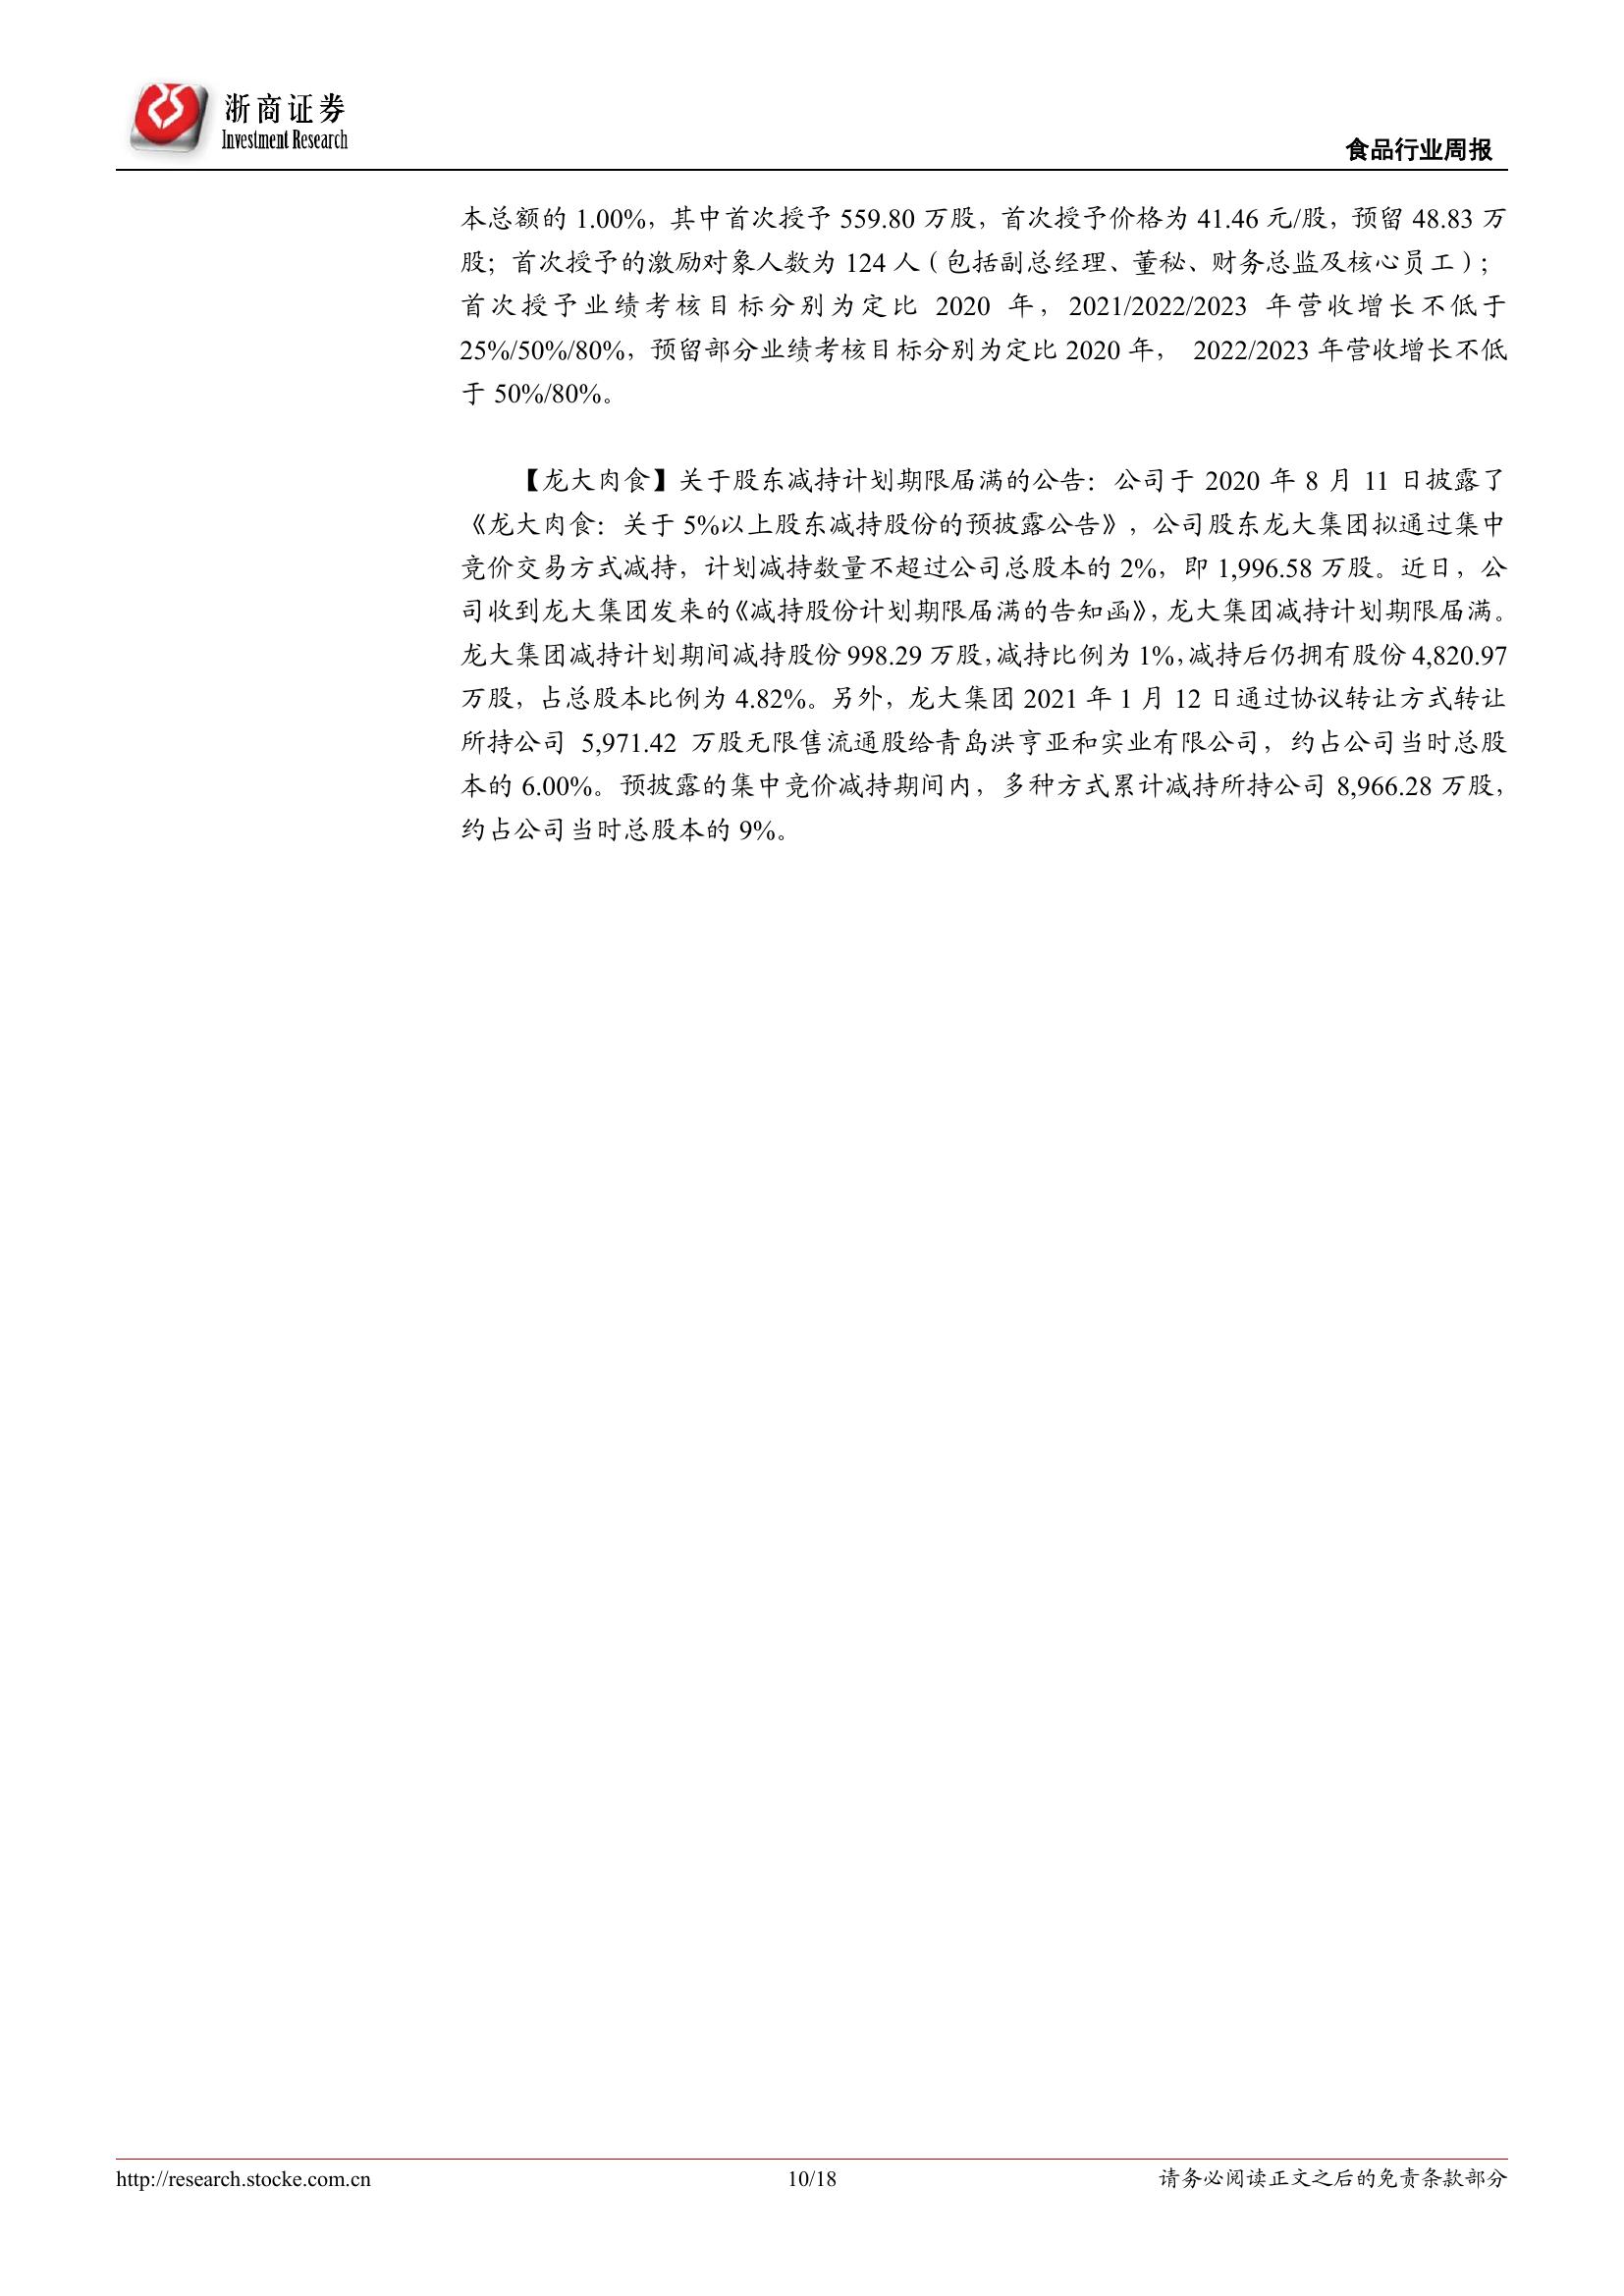 浙商证券
Investment Research
食品行业周报
本总额的 1.00%，其中首次授予 559.80 万股，首次授予价格为 41.46 元/股，预留 48.83 万
股；首次授予的激励对象人数为 124 人（包括副总经理、董秘、财务总监及核心员工）；
首次授予业绩考核目标分别为定比 2020 年，2021/2022/2023 年营收增长不低于
25%/50%/80%，预留部分业绩考核目标分别为定比 2020 年， 2022/2023 年营收增长不低
于 50%/80%。
【龙大肉食】关于股东减持计划期限届满的公告：公司于 2020 年 8 月 11 日披露了
《龙大肉食：关于 5%以上股东减持股份的预披露公告》，公司股东龙大集团拟通过集中
竞价交易方式减持，计划减持数量不超过公司总股本的 2%，即 1,996.58 万股。近日，公
司收到龙大集团发来的《减持股份计划期限届满的告知函》，龙大集团减持计划期限届满。
龙大集团减持计划期间减持股份 998.29 万股，减持比例为 1%，减持后仍拥有股份 4,820.97
万股，占总股本比例为 4.82%。另外，龙大集团 2021 年 1 月 12 日通过协议转让方式转让
所持公司 5,971.42 万股无限售流通股给青岛洪亨亚和实业有限公司，约占公司当时总股
本的 6.00%。预披露的集中竞价减持期间内，多种方式累计减持所持公司 8,966.28 万股，
约占公司当时总股本的 9%。
http://research.stocke.com.cn
10/18
请务必阅读正文之后的免责条款部分